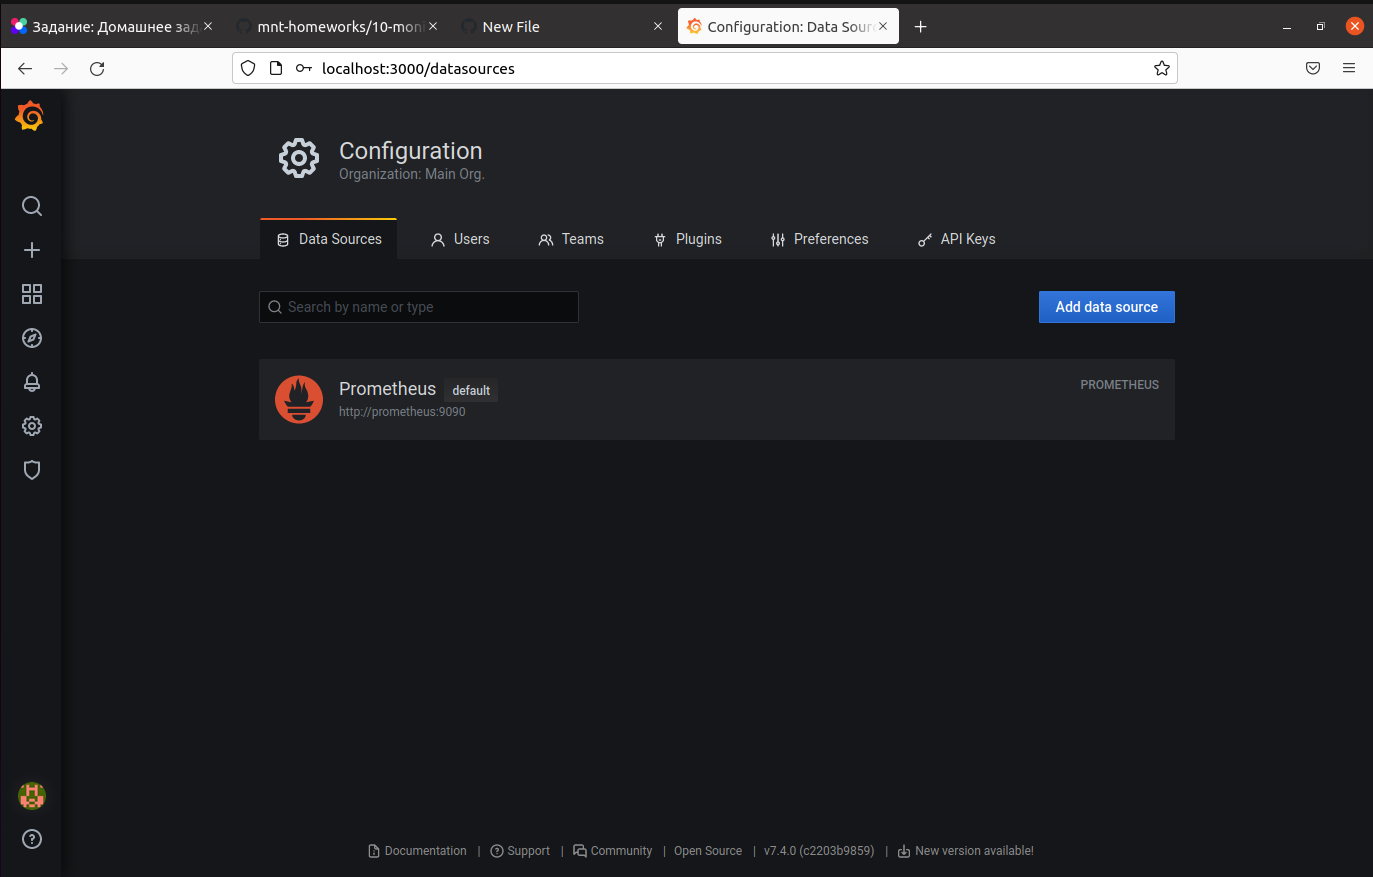 Задание: Домашнее зад
mnt-homeworks/10-mon
New File
Configuration: Data Sour
localhost:3000/datasources
Configuration
Organization: Main Org.
Data Sources
Users
Teams
Plugins
Preferences
API Keys
Search by name or type
Add data source
Prometheus default
PROMETHEUS
http://prometheus:9090
Documentation | Support | Community | Open Source | v7.4.0 (c2203b9859) | New version available!